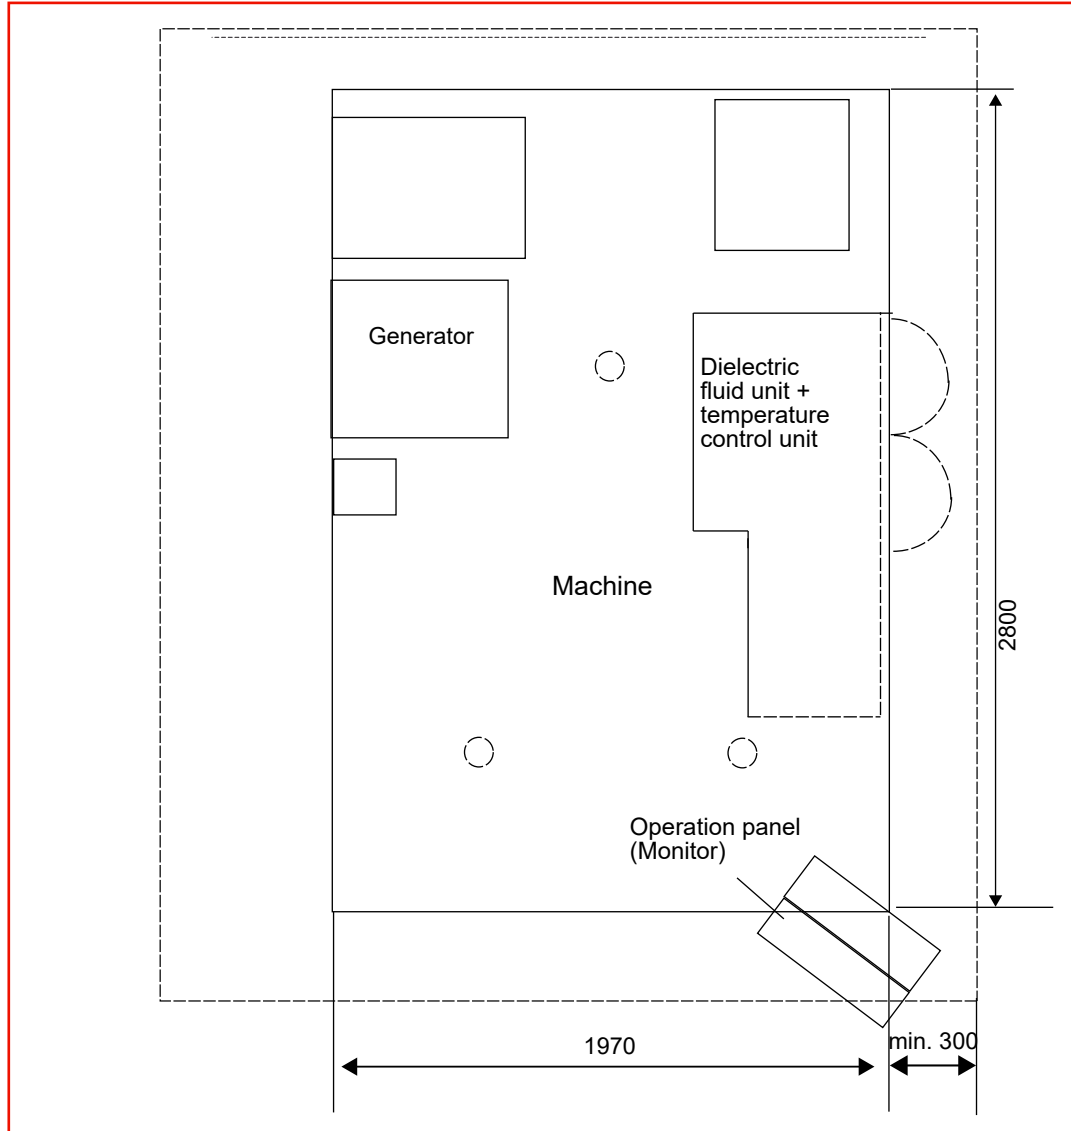 Generator
Dielectric
fluid unit +
temperature
control unit
Machine
2800
Operation panel
(Monitor)
1970
min. 300